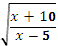 √((x + 10)/(x − 5))